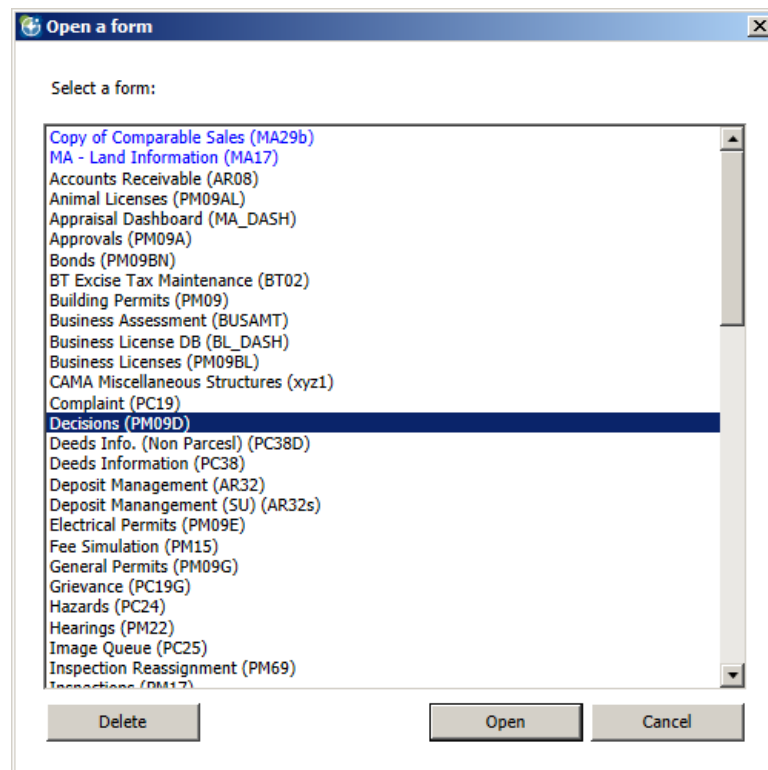 Open a form
Select a form:
Copy of Comparable Sales (MA29b)
MA - Land Information (MA17)
Accounts Receivable (AR08)
Animal Licenses (PM09AL)
Appraisal Dashboard (MA_DASH)
Approvals (PM09A)
Bonds (PM09BN)
BT Excise Tax Maintenance (BT02)
Building Permits (PM09)
Business Assessment (BUSAMT)
Business License DB (BL_DASH)
Business Licenses (PM09BL)
CAMA Miscellaneous Structures (xyz1)
Complaint (PC19)
Decisions (PM09D)
Deeds Info. (Non Parcesl) (PC38D)
Deeds Information (PC38)
Deposit Management (AR32)
Deposit Manangement (SU) (AR32s)
Electrical Permits (PM09E)
Fee Simulation (PM15)
General Permits (PM09G)
Grievance (PC19G)
Hazards (PC24)
Hearings (PM22)
Image Queue (PC25)
Inspection Reassignment (PM69)
Inspections (PM17)
Delete Open Cancel